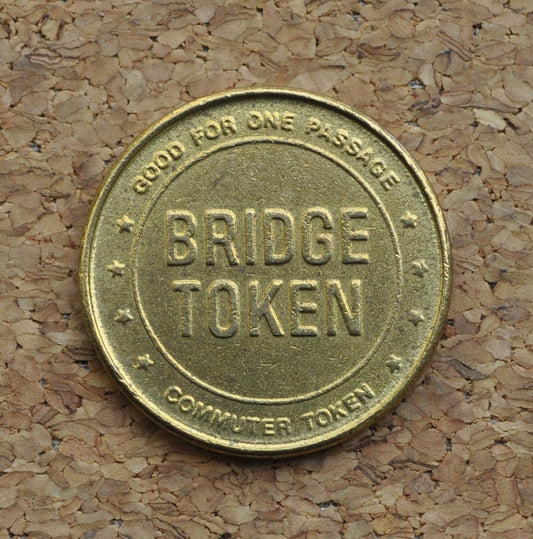 GOOD FOR ONE PASSAGE
BRIDGE
TOKEN
COMMUTER TOKEN